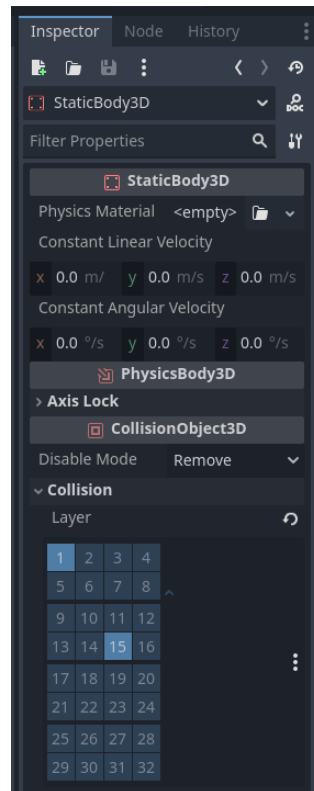 Inspector Node History
StaticBody3D
DOC
Filter Properties
StaticBody3D
Physics Material <empty>
Constant Linear Velocity
x 0.0 m/ y 0.0 m/s z 0.0 m/s
Constant Angular Velocity
x 0.0 °/s y 0.0 °/s z 0.0 °/s
PhysicsBody3D
Axis Lock
CollisionObject3D
Disable Mode Remove
Collision
Layer
1 2 3 4
5 6 7 8
9 10 11 12
13 14 15 16
17 18 19 20
21 22 23 24
25 26 27 28
29 30 31 32